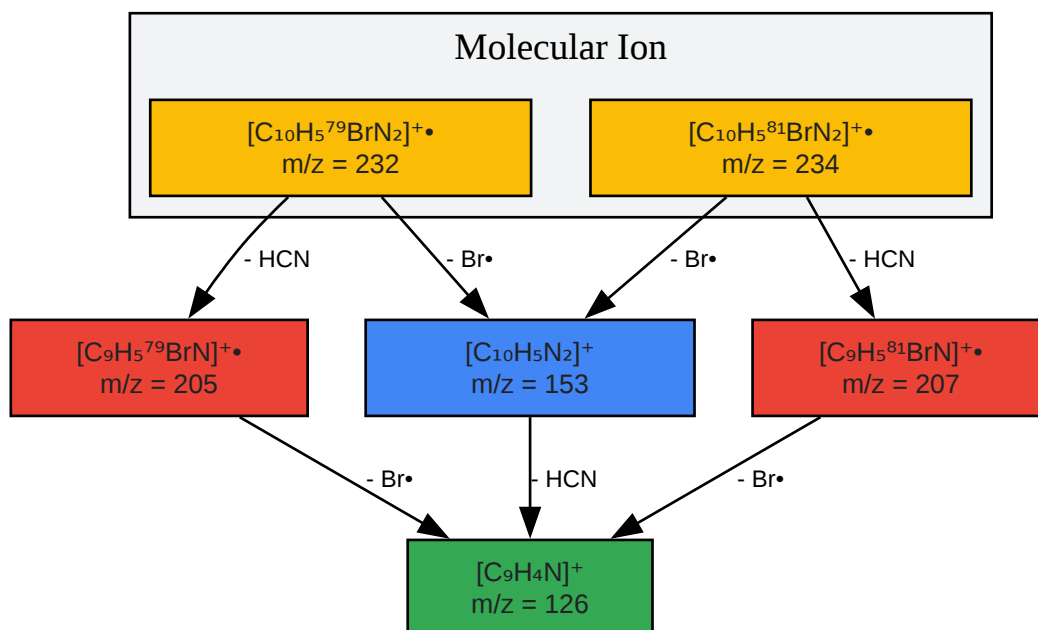 Molecular Ion
[C₁₀H₅⁷⁹BrN₂]⁺•
m/z = 232
[C₁₀H₅⁸¹BrN₂]⁺•
m/z = 234
- HCN
- Br•
- Br•
- HCN
[C₉H₅⁷⁹BrN]⁺•
m/z = 205
[C₁₀H₅N₂]⁺
m/z = 153
[C₉H₅⁸¹BrN]⁺•
m/z = 207
- Br•
- HCN
- Br•
[C₉H₄N]⁺
m/z = 126